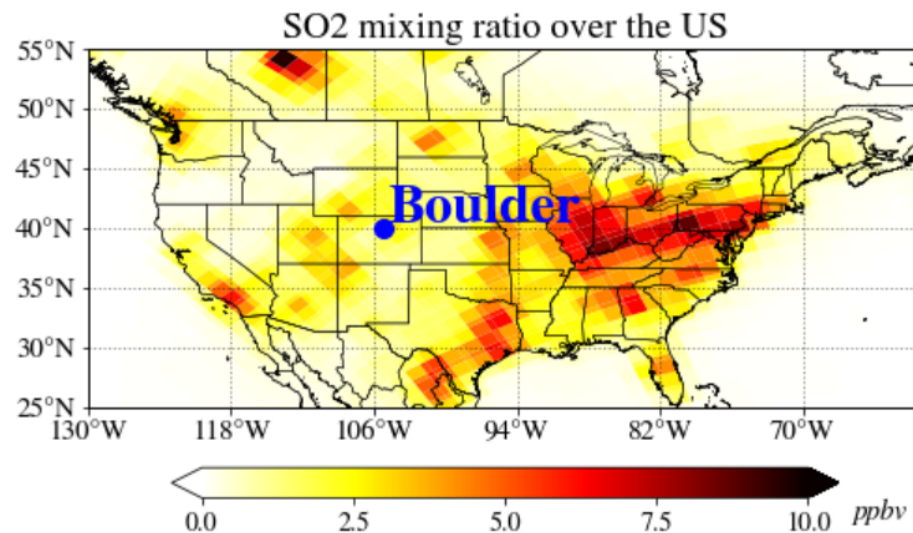 SO2 mixing ratio over the US
55°N
50°N
45°N
40°N
35°N
30°N
25°N
Boulder
130°W 118°W 106°W 94°W 82°W 70°W
0.0 2.5 5.0 7.5 10.0 ppbv